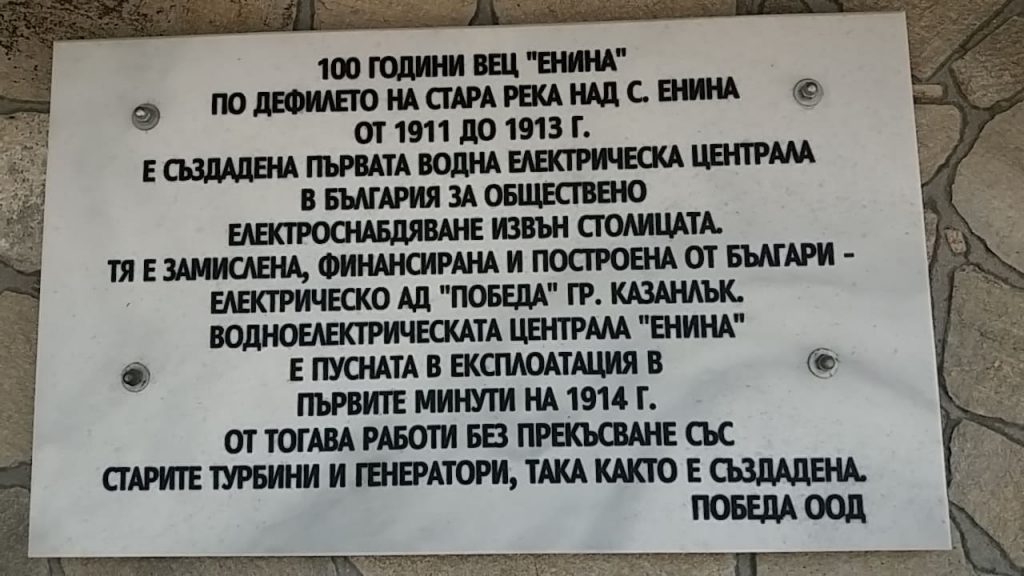 100 ГОДИНИ ВЕЦ "ЕНИНА"
ПО ДЕФИЛЕТО НА СТАРА РЕКА НАД С. ЕНИНА
ОТ 1911 ДО 1913 Г.
Е СЪЗДАДЕНА ПЪРВАТА ВОДНА ЕЛЕКТРИЧЕСКА ЦЕНТРАЛА
В БЪЛГАРИЯ ЗА ОБЩЕСТВЕНО
ЕЛЕКТРОСНАБДЯВАНЕ ИЗВЪН СТОЛИЦАТА.
ТЯ Е ЗАМИСЛЕНА, ФИНАНСИРАНА И ПОСТРОЕНА ОТ БЪЛГАРИ -
ЕЛЕКТРИЧЕСКО АД "ПОБЕДА" ГР. КАЗАНЛЪК.
ВОДНОЕЛЕКТРИЧЕСКАТА ЦЕНТРАЛА "ЕНИНА"
Е ПУСНАТА В ЕКСПЛОАТАЦИЯ В
ПЪРВИТЕ МИНУТИ НА 1914 Г.
ОТ ТОГАВА РАБОТИ БЕЗ ПРЕКЪСВАНЕ СЪС
СТАРИТЕ ТУРБИНИ И ГЕНЕРАТОРИ, ТАКА КАКТО Е СЪЗДАДЕНА.
ПОБЕДА ООД